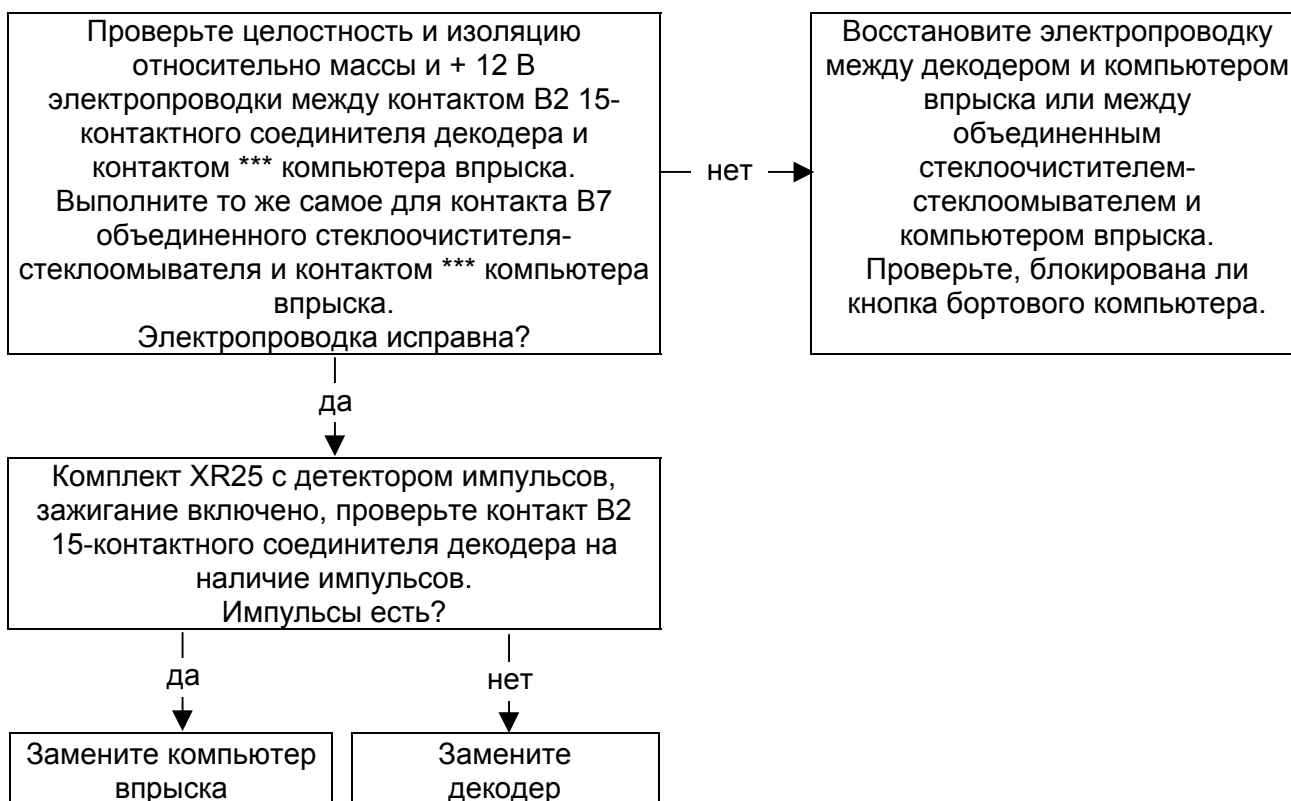 Проверьте целостность и изоляцию
относительно массы и + 12 В
электропроводки между контактом В2 15-
контактного соединителя декодера и
контактом *** компьютера впрыска.
Выполните то же самое для контакта В7
объединенного стеклоочистителя-
стеклоомывателя и контактом *** компьютера
впрыска.
Электропроводка исправна?
нет
Восстановите электропроводку
между декодером и компьютером
впрыска или между
объединенным
стеклоочистителем-
стеклоомывателем и
компьютером впрыска.
Проверьте, блокирована ли
кнопка бортового компьютера.
да
Комплект XR25 с детектором импульсов,
зажигание включено, проверьте контакт В2
15-контактного соединителя декодера на
наличие импульсов.
Импульсы есть?
да
нет
Замените компьютер
впрыска
Замените
декодер